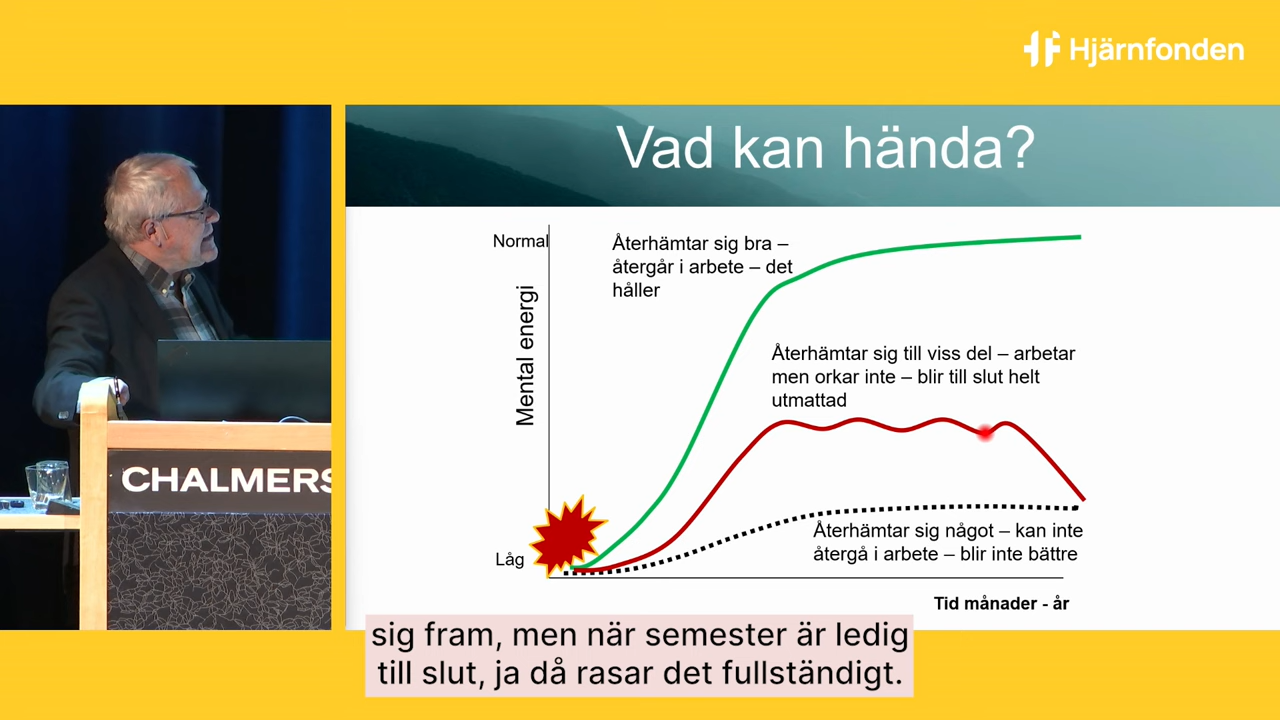 Hjärnfonden
Vad kan hända?
Normal
Återhämtar sig bra –
återgår i arbete – det
håller
Mental energi
Återhämtar sig till viss del – arbetar
men orkar inte – blir till slut helt
utmattad
CHALMERS
Återhämtar sig något – kan inte
återgå i arbete – blir inte bättre
Låg
Tid månader - år
sig fram, men när semester är ledig
till slut, ja då rasar det fullständigt.